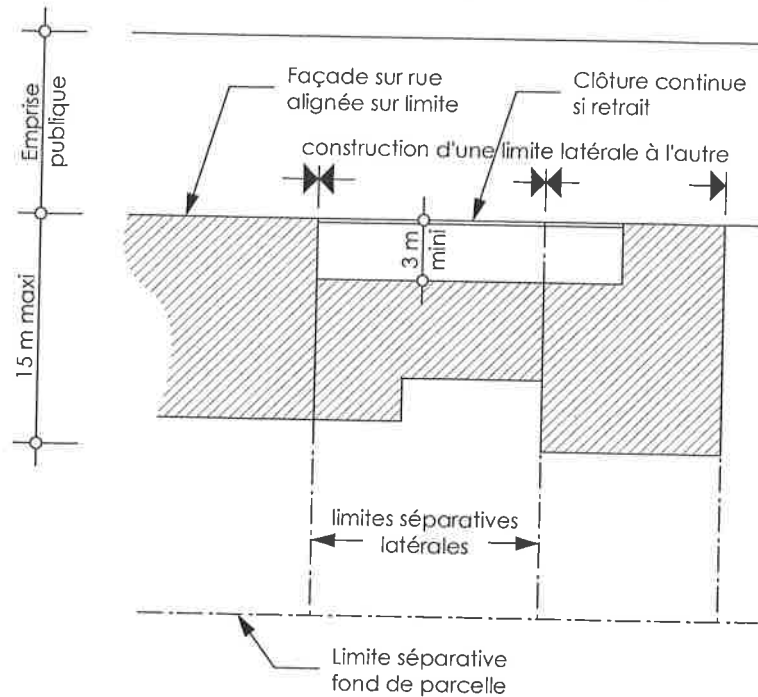 Emprise
publique
Façade sur rue
alignée sur limite
Clôture continue
si retrait
construction d'une limite latérale à l'autre
3 m
mini
15 m maxi
limites séparatives
latérales
Limite séparative
fond de parcelle